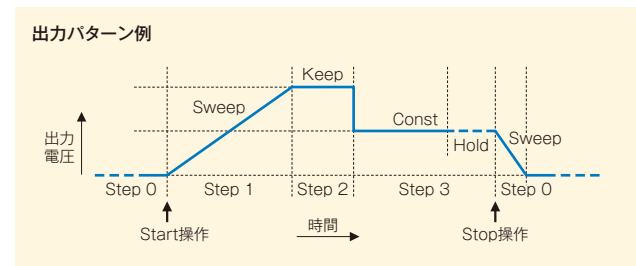 出力パターン例
Keep
Sweep
Const
出力
電圧
Hold
Sweep
Step 0
Step 1
Step 2
Step 3
Step 0
Start操作
時間
Stop操作